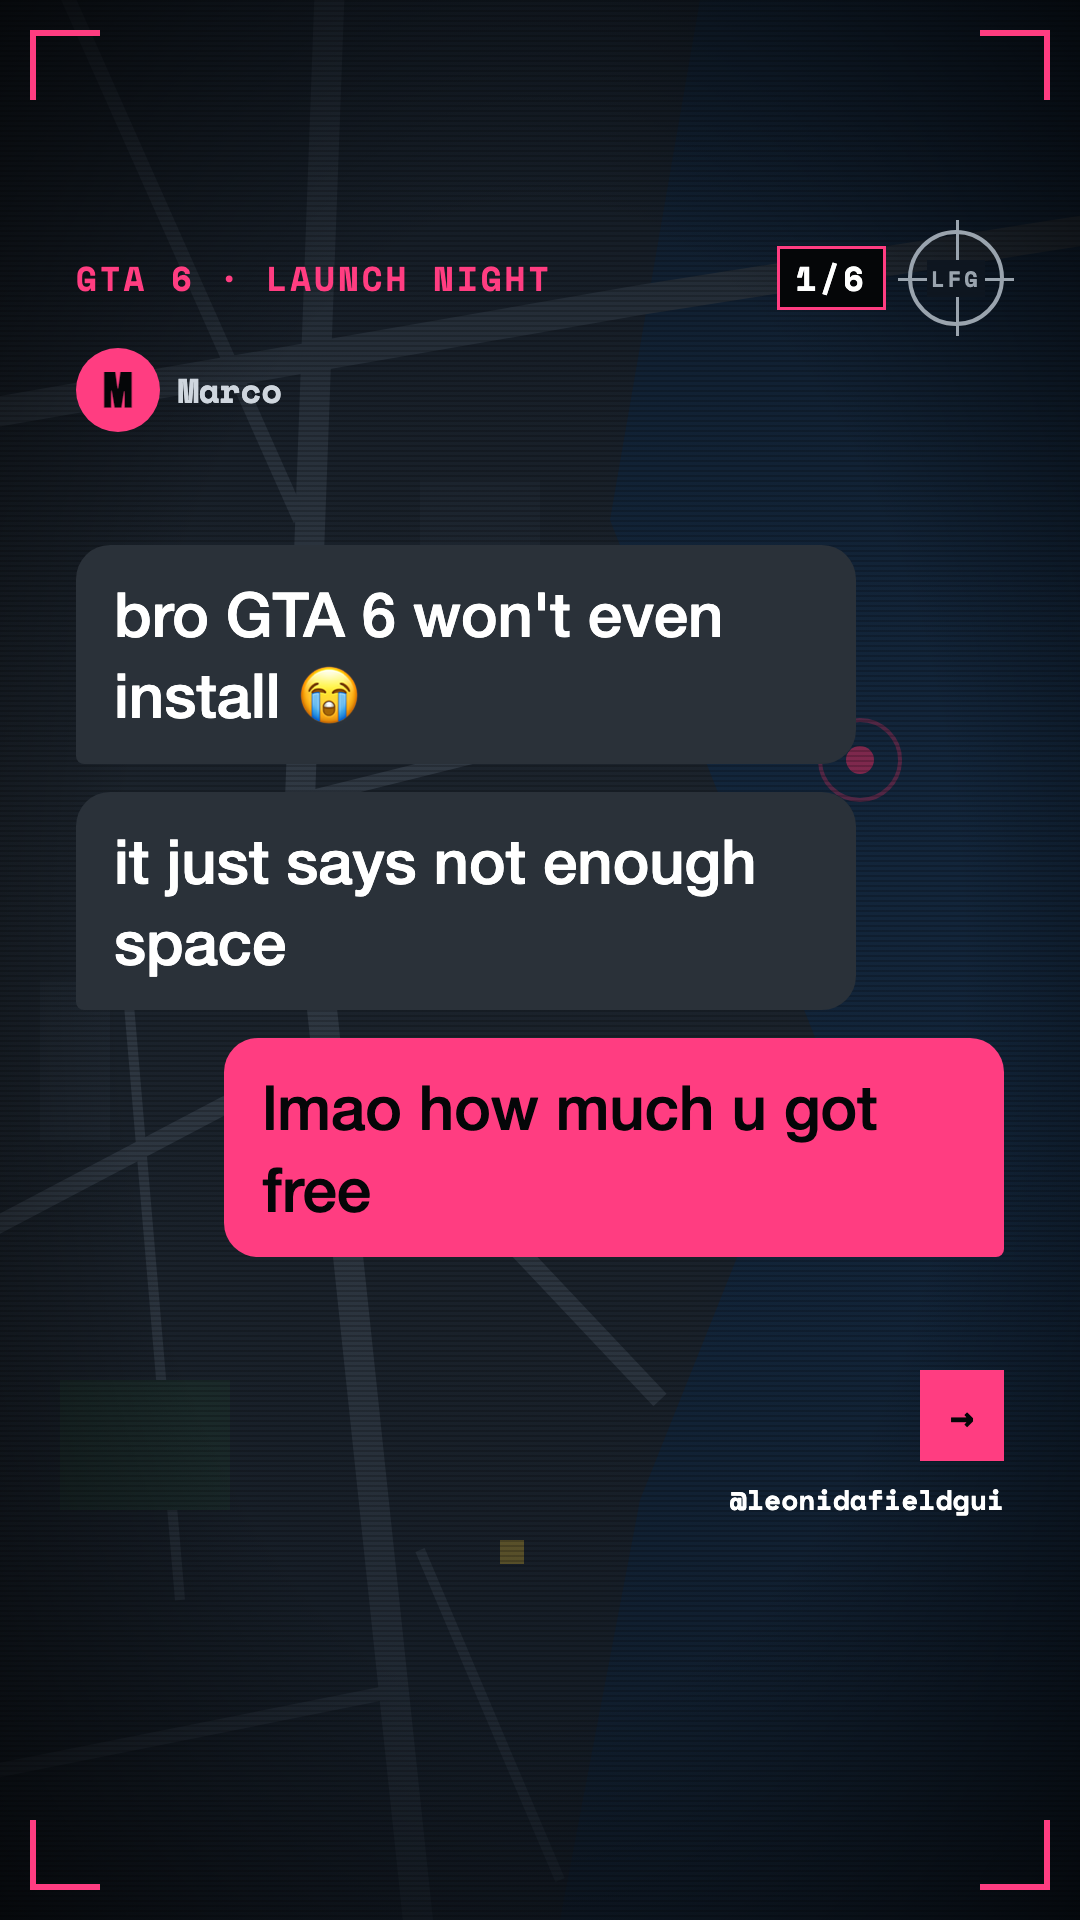 GTA 6 · LAUNCH NIGHT
1/6
LFG
M
Marco
bro GTA 6 won't even
install 😭
it just says not enough
space
lmao how much u got
free
→
@leonidafieldgui